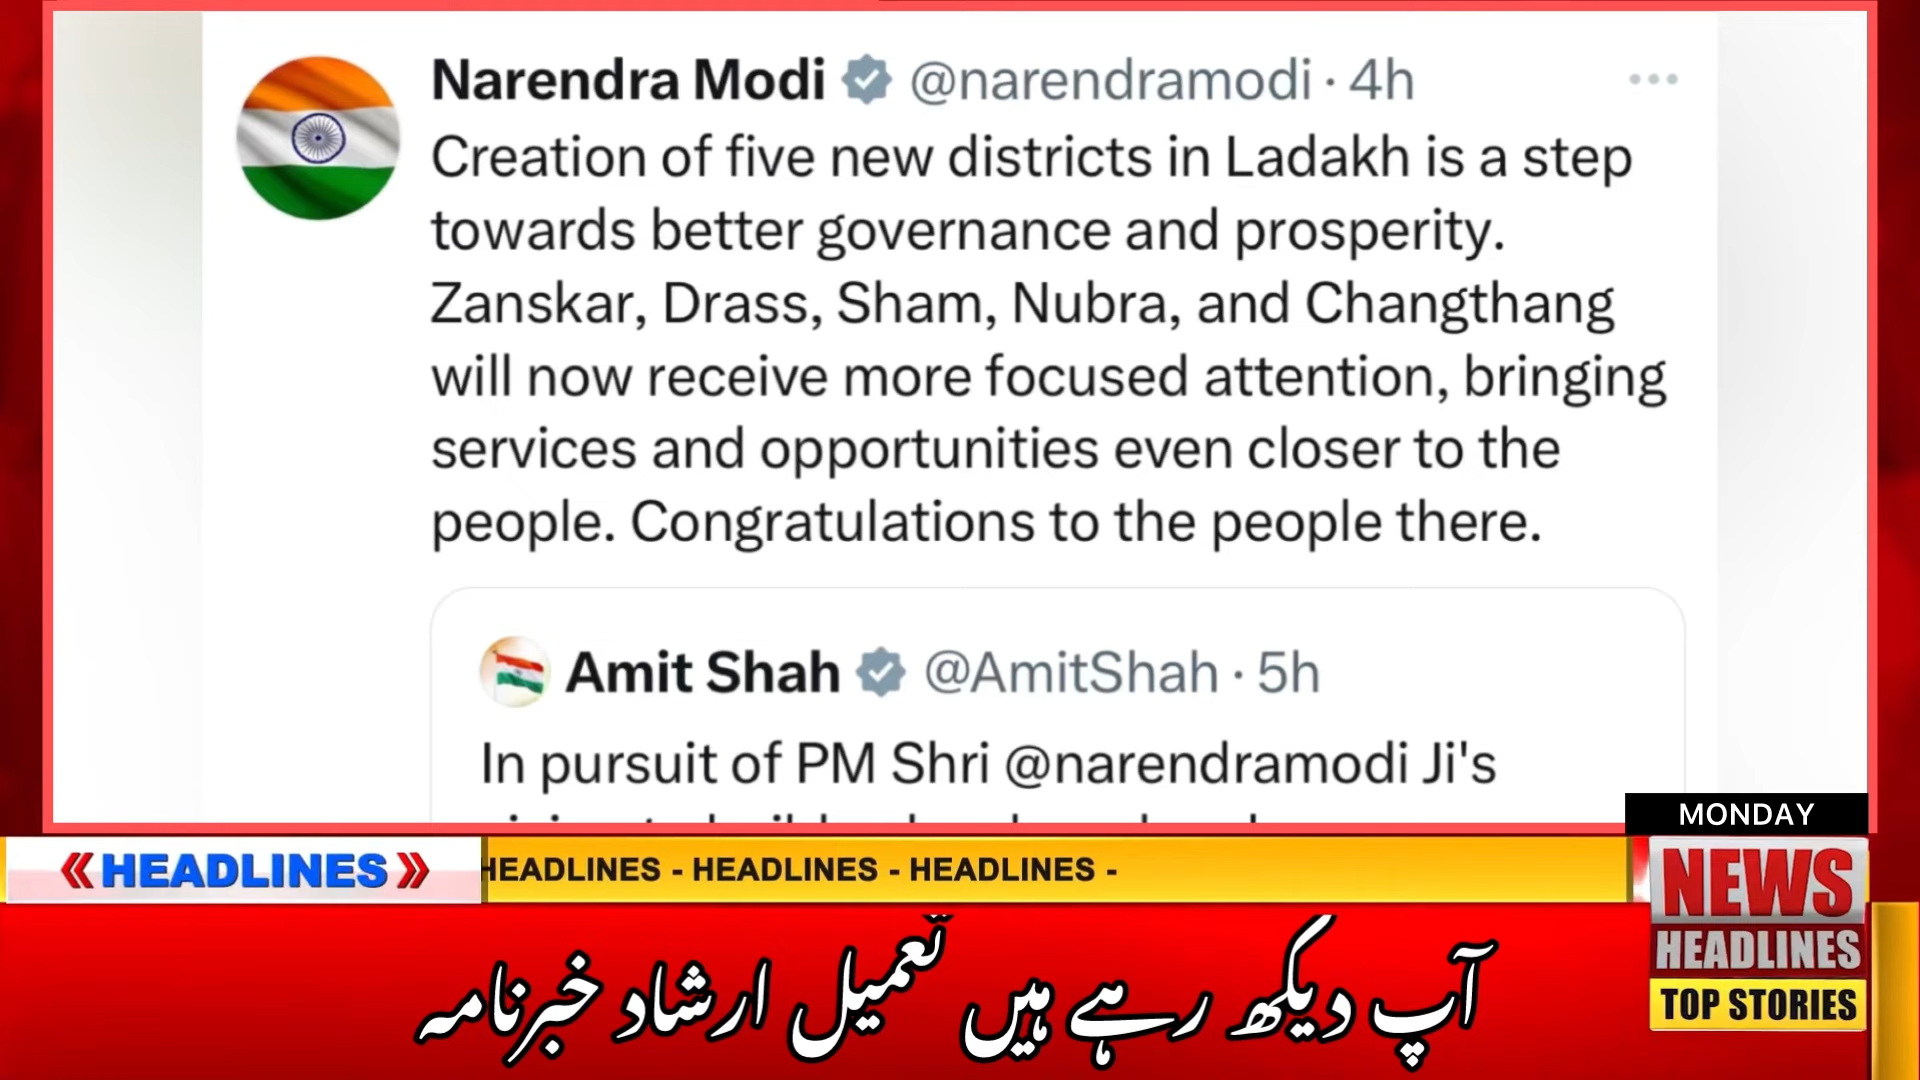 Narendra Modi @narendramodi · 4h
Creation of five new districts in Ladakh is a step
towards better governance and prosperity.
Zanskar, Drass, Sham, Nubra, and Changthang
will now receive more focused attention, bringing
services and opportunities even closer to the
people. Congratulations to the people there.
Amit Shah @AmitShah · 5h
In pursuit of PM Shri @narendramodi Ji's
MONDAY
HEADLINES
HEADLINES - HEADLINES - HEADLINES -
NEWS
HEADLINES
TOP STORIES
آپ دیکھ رہے ہیں تعمیل ارشاد خبرنامہ